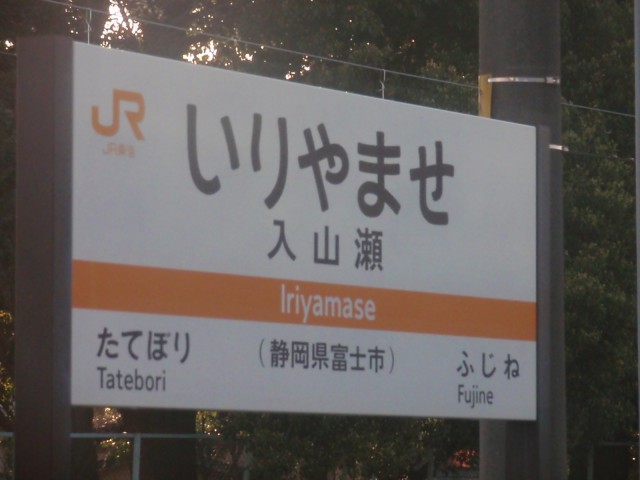 JR
JR東海
いりやませ
入山瀬
Iriyamase
たてぼり
Tatebori
（静岡県富士市）
ふじね
Fujine